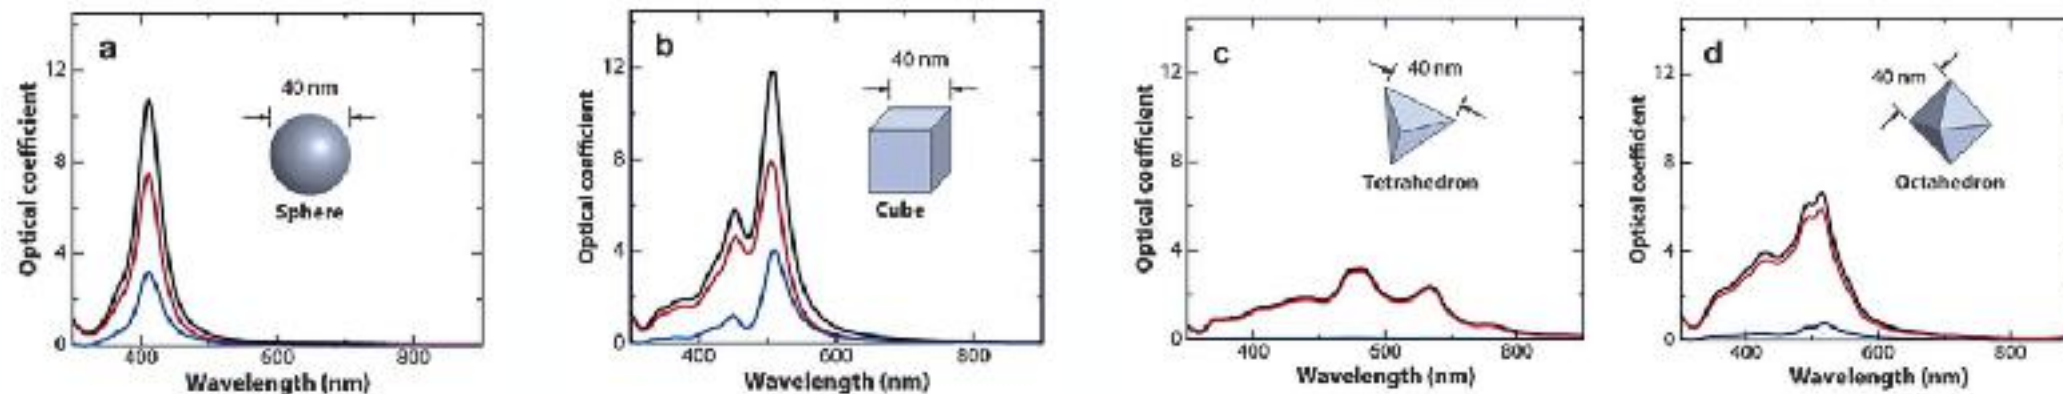 a
40 nm
Sphere
Optical coefficient
12
8
4
0
400
600
800
Wavelength (nm)
b
40 nm
Cube
Optical coefficient
12
8
4
0
400
600
800
Wavelength (nm)
c
40 nm
Tetrahedron
Optical coefficient
12
8
4
0
400
600
800
Wavelength (nm)
d
40 nm
Octahedron
Optical coefficient
12
8
4
0
400
600
800
Wavelength (nm)